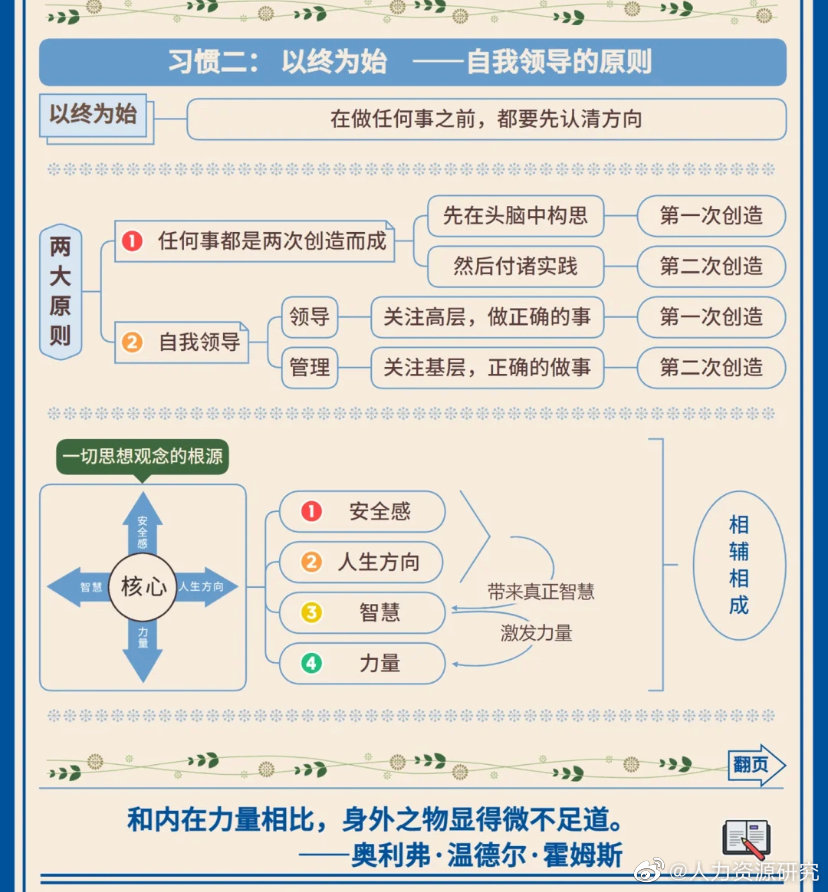 习惯二： 以终为始 ——自我领导的原则
以终为始
在做任何事之前，都要先认清方向
两大原则
1 任何事都是两次创造而成
先在头脑中构思
第一次创造
然后付诸实践
第二次创造
2 自我领导
领导
关注高层，做正确的事
第一次创造
管理
关注基层，正确的做事
第二次创造
一切思想观念的根源
安全感
智慧
核心
人生方向
力量
1 安全感
2 人生方向
3 智慧
4 力量
带来真正智慧
激发力量
相辅相成
翻页
和内在力量相比，身外之物显得微不足道。
——奥利弗·温德尔·霍姆斯
@人力资源研究